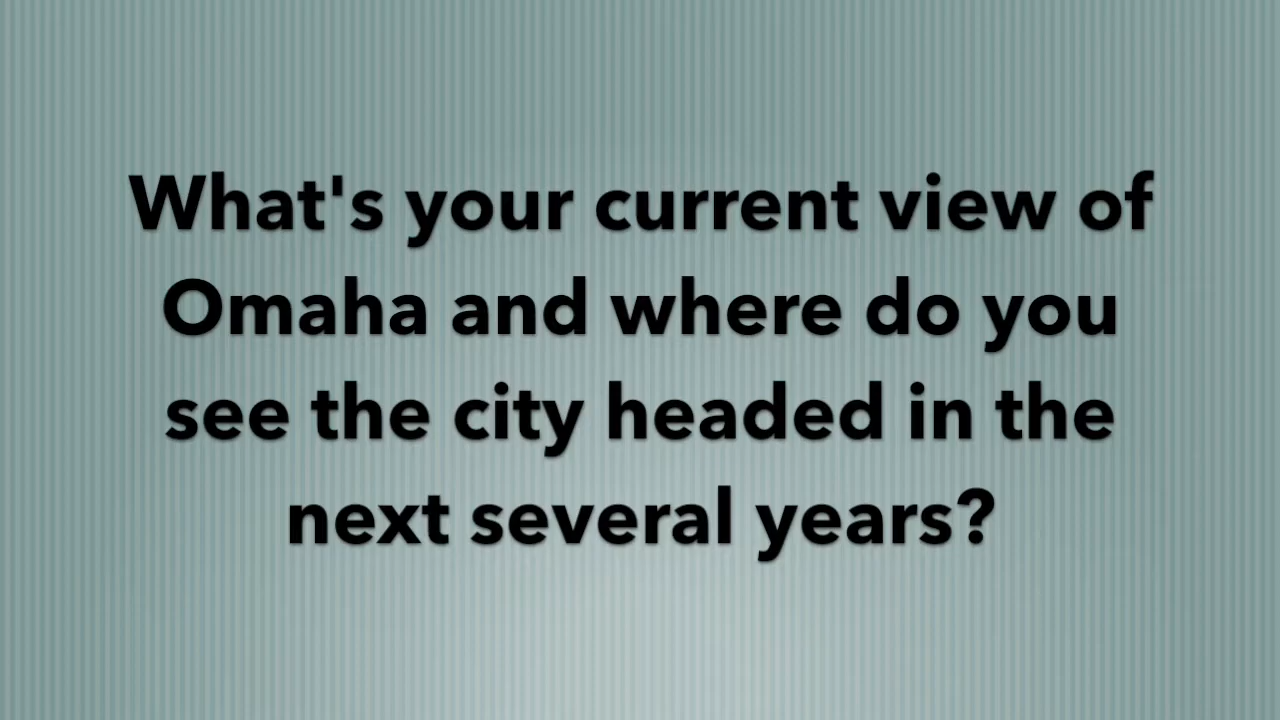 What's your current view of
Omaha and where do you
see the city headed in the
next several years?